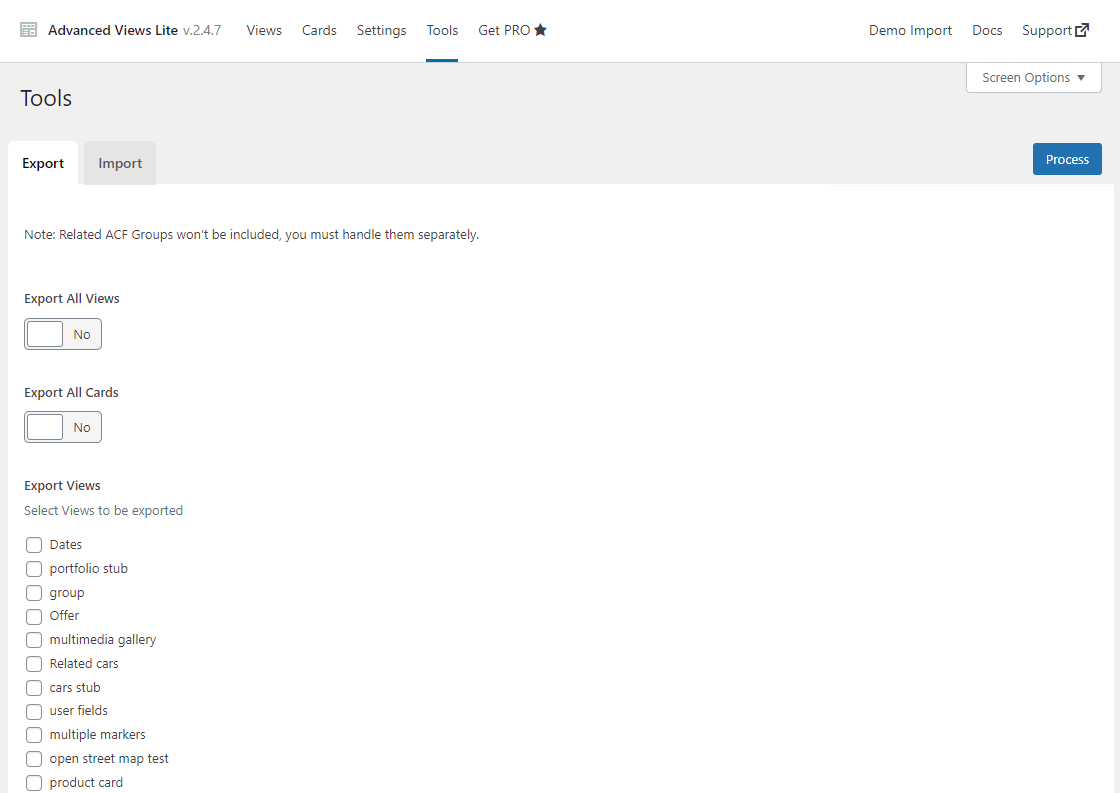 Advanced Views Lite v.2.4.7 Views Cards Settings Tools Get PRO Demo Import Docs Support
Screen Options
Tools
Export Import Process
Note: Related ACF Groups won't be included, you must handle them separately.
Export All Views
No
Export All Cards
No
Export Views
Select Views to be exported
Dates
portfolio stub
group
Offer
multimedia gallery
Related cars
cars stub
user fields
multiple markers
open street map test
product card